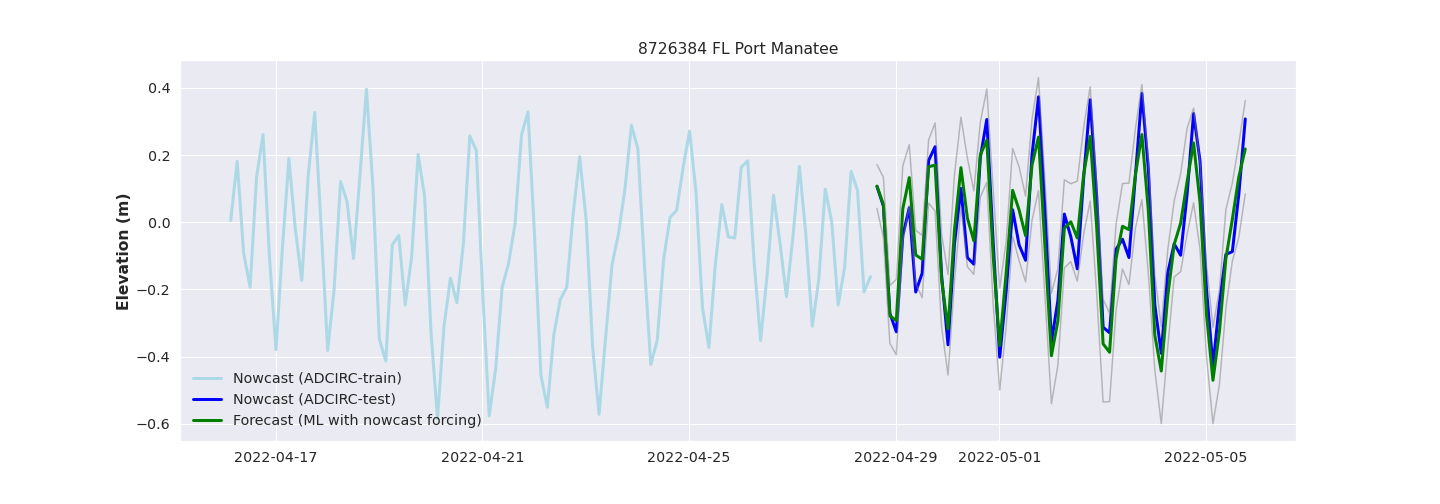 8726384 FL Port Manatee
Elevation (m)
0.4
0.2
0.0
−0.2
−0.4
−0.6
Nowcast (ADCIRC-train)
Nowcast (ADCIRC-test)
Forecast (ML with nowcast forcing)
2022-04-17 2022-04-21 2022-04-25 2022-04-29 2022-05-01 2022-05-05